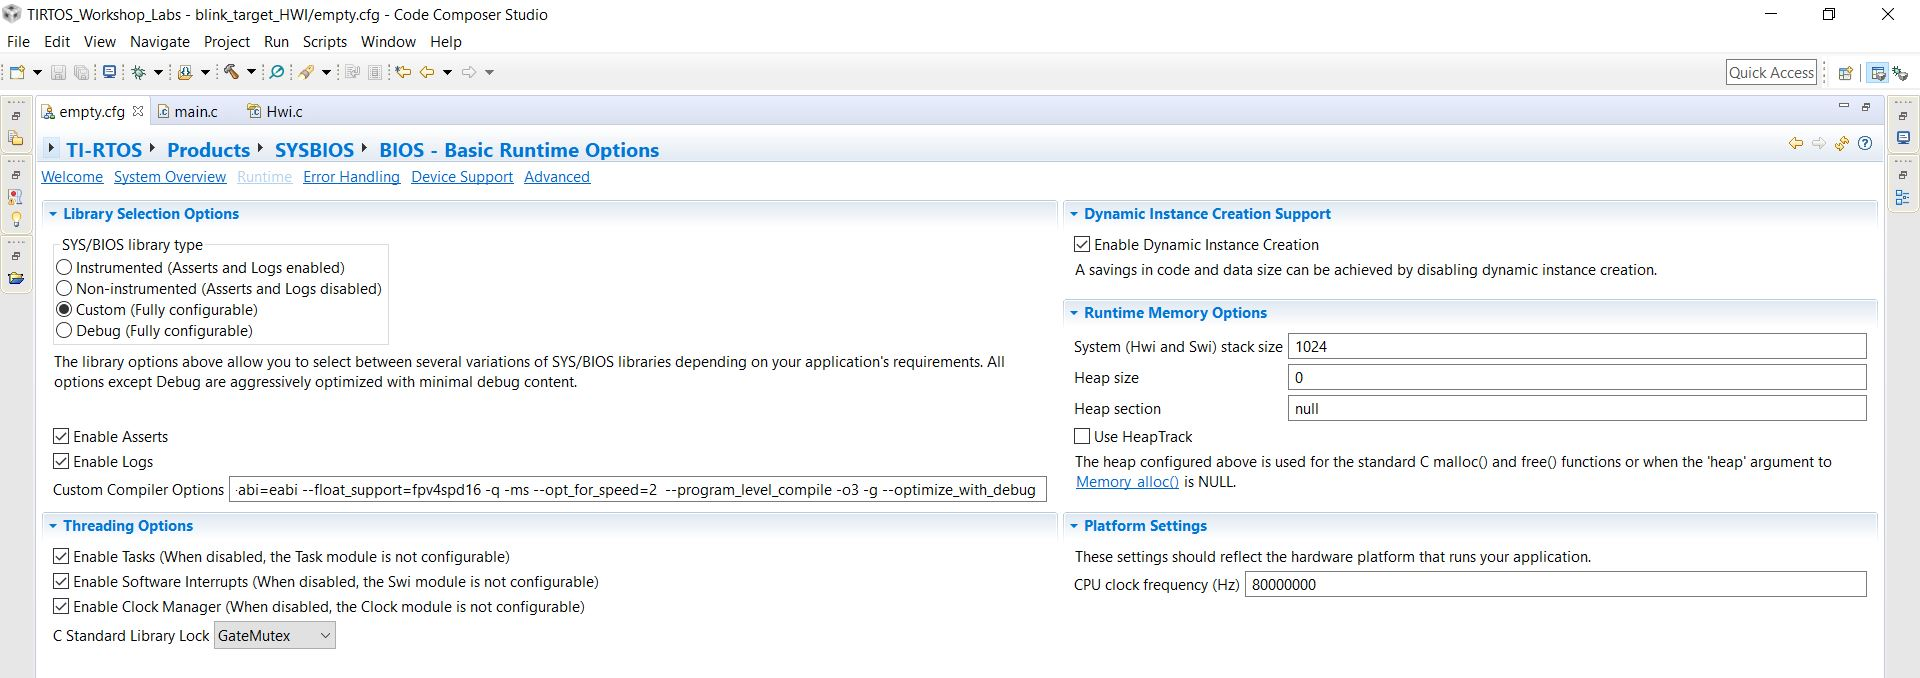 TIRTOS_Workshop_Labs - blink_target_HWI/empty.cfg - Code Composer Studio
File Edit View Navigate Project Run Scripts Window Help
Quick Access
empty.cfg main.c Hwi.c
TI-RTOS Products SYSBIOS BIOS - Basic Runtime Options
Welcome System Overview Runtime Error Handling Device Support Advanced
Library Selection Options
SYS/BIOS library type
Instrumented (Asserts and Logs enabled)
Non-instrumented (Asserts and Logs disabled)
Custom (Fully configurable)
Debug (Fully configurable)
The library options above allow you to select between several variations of SYS/BIOS libraries depending on your application's requirements. All
options except Debug are aggressively optimized with minimal debug content.
Enable Asserts
Enable Logs
Custom Compiler Options -abi=eabi --float_support=fpv4spd16 -q -ms --opt_for_speed=2 --program_level_compile -o3 -g --optimize_with_debug
Threading Options
Enable Tasks (When disabled, the Task module is not configurable)
Enable Software Interrupts (When disabled, the Swi module is not configurable)
Enable Clock Manager (When disabled, the Clock module is not configurable)
C Standard Library Lock GateMutex
Dynamic Instance Creation Support
Enable Dynamic Instance Creation
A savings in code and data size can be achieved by disabling dynamic instance creation.
Runtime Memory Options
System (Hwi and Swi) stack size 1024
Heap size 0
Heap section null
Use HeapTrack
The heap configured above is used for the standard C malloc() and free() functions or when the 'heap' argument to
Memory_alloc() is NULL.
Platform Settings
These settings should reflect the hardware platform that runs your application.
CPU clock frequency (Hz) 80000000